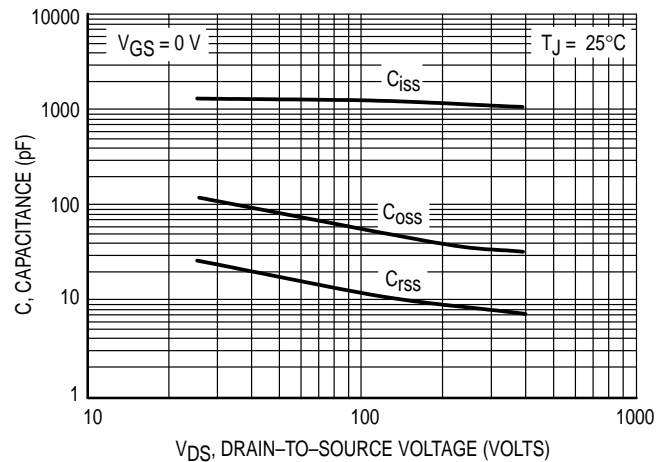 10000
VGS = 0 V
TJ = 25°C
Ciss
1000
C, CAPACITANCE (pF)
100
Coss
Crss
10
1
10
100
1000
VDS, DRAIN–TO–SOURCE VOLTAGE (VOLTS)